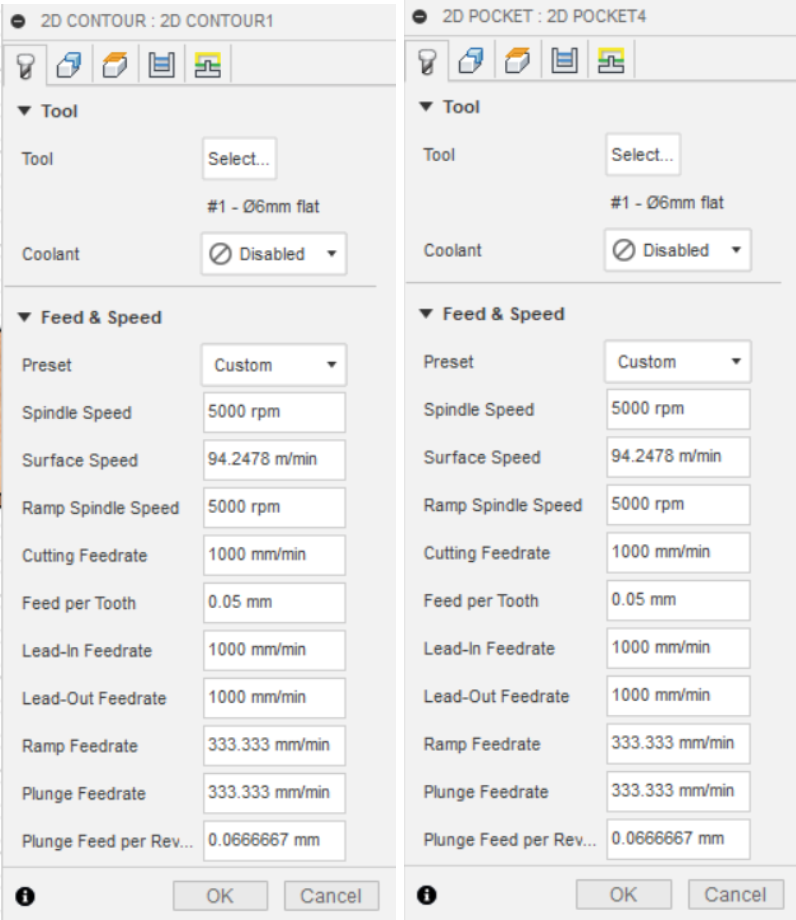 2D CONTOUR : 2D CONTOUR1
Tool
Tool
Select...
#1 - Ø6mm flat
Coolant
Disabled
Feed & Speed
Preset
Custom
Spindle Speed
5000 rpm
Surface Speed
94.2478 m/min
Ramp Spindle Speed
5000 rpm
Cutting Feedrate
1000 mm/min
Feed per Tooth
0.05 mm
Lead-In Feedrate
1000 mm/min
Lead-Out Feedrate
1000 mm/min
Ramp Feedrate
333.333 mm/min
Plunge Feedrate
333.333 mm/min
Plunge Feed per Rev...
0.0666667 mm
OK
Cancel
2D POCKET : 2D POCKET4
Tool
Tool
Select...
#1 - Ø6mm flat
Coolant
Disabled
Feed & Speed
Preset
Custom
Spindle Speed
5000 rpm
Surface Speed
94.2478 m/min
Ramp Spindle Speed
5000 rpm
Cutting Feedrate
1000 mm/min
Feed per Tooth
0.05 mm
Lead-In Feedrate
1000 mm/min
Lead-Out Feedrate
1000 mm/min
Ramp Feedrate
333.333 mm/min
Plunge Feedrate
333.333 mm/min
Plunge Feed per Rev...
0.0666667 mm
OK
Cancel